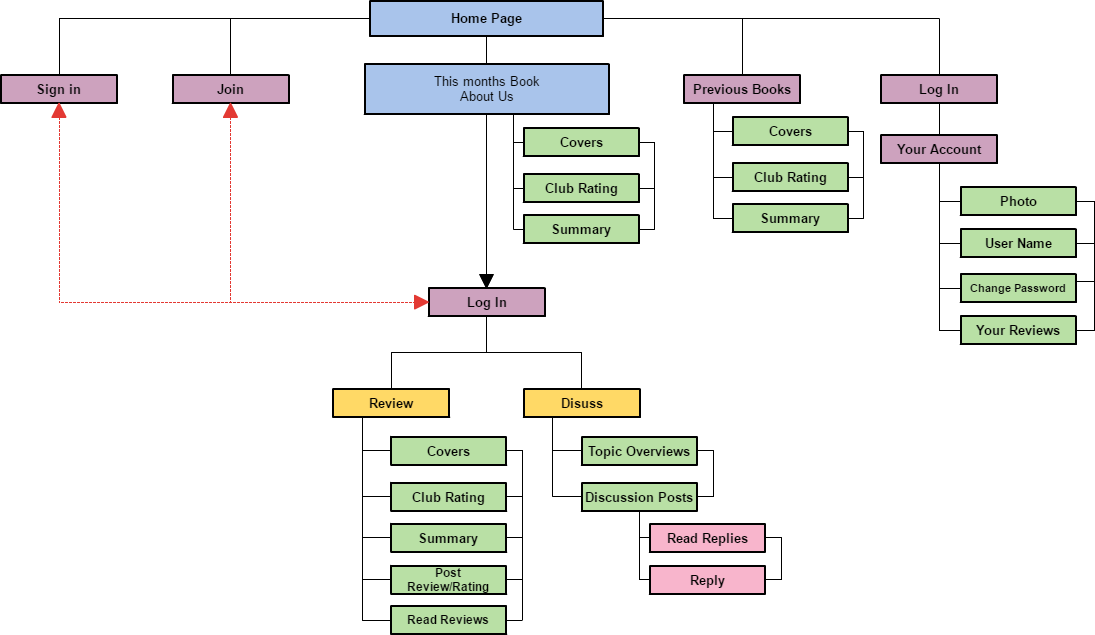 Home Page
Sign in
Join
This months Book
About Us
Previous Books
Log In
Covers
Club Rating
Summary
Covers
Club Rating
Summary
Your Account
Photo
User Name
Change Password
Your Reviews
Log In
Review
Disuss
Covers
Club Rating
Summary
Post
Review/Rating
Read Reviews
Topic Overviews
Discussion Posts
Read Replies
Reply